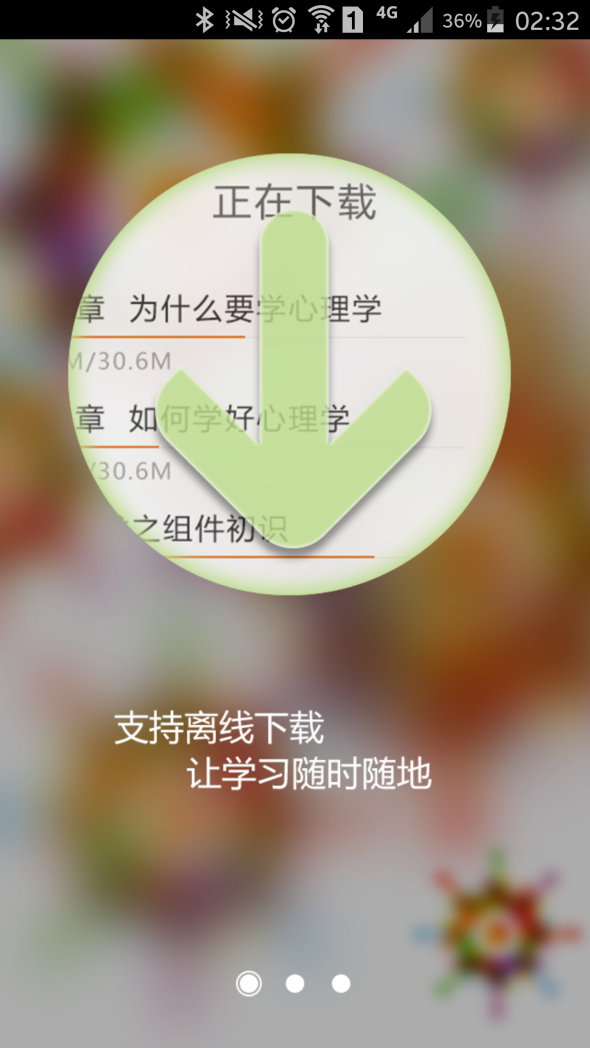 4G 36% 02:32
1
正在下载
章 为什么要学心理学
M/30.6M
章 如何学好心理学
/30.6M
之组件初识
支持离线下载
让学习随时随地